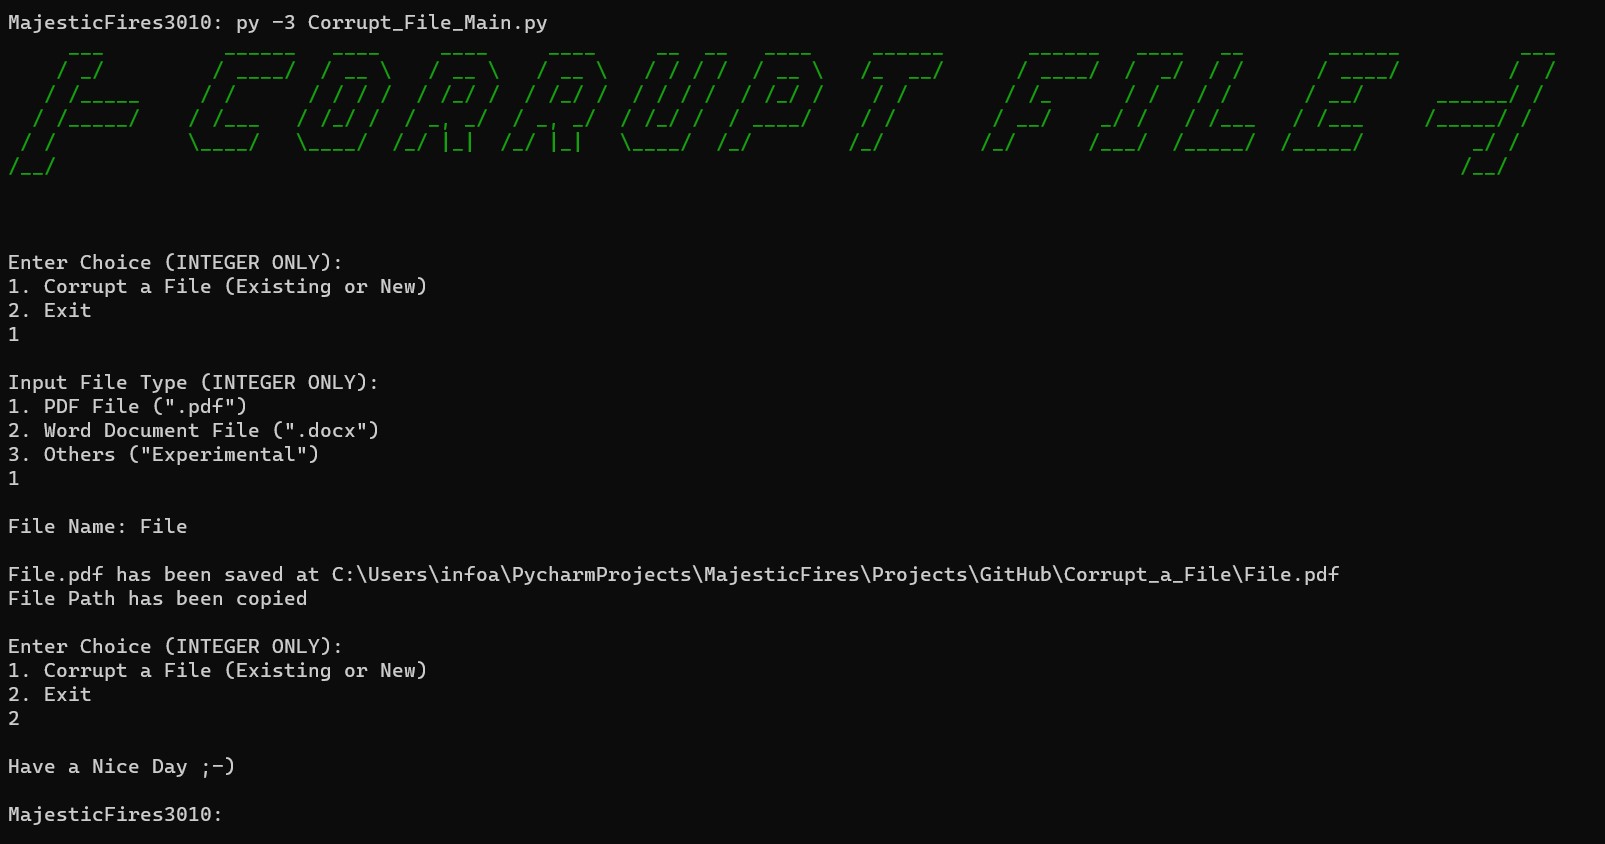 MajesticFires3010: py -3 Corrupt_File_Main.py
[- CORRUPT FILE -]
Enter Choice (INTEGER ONLY):
1. Corrupt a File (Existing or New)
2. Exit
1
Input File Type (INTEGER ONLY):
1. PDF File (".pdf")
2. Word Document File (".docx")
3. Others ("Experimental")
1
File Name: File
File.pdf has been saved at C:\Users\infoa\PycharmProjects\MajesticFires\Projects\GitHub\Corrupt_a_File\File.pdf
File Path has been copied
Enter Choice (INTEGER ONLY):
1. Corrupt a File (Existing or New)
2. Exit
2
Have a Nice Day ;-)
MajesticFires3010: